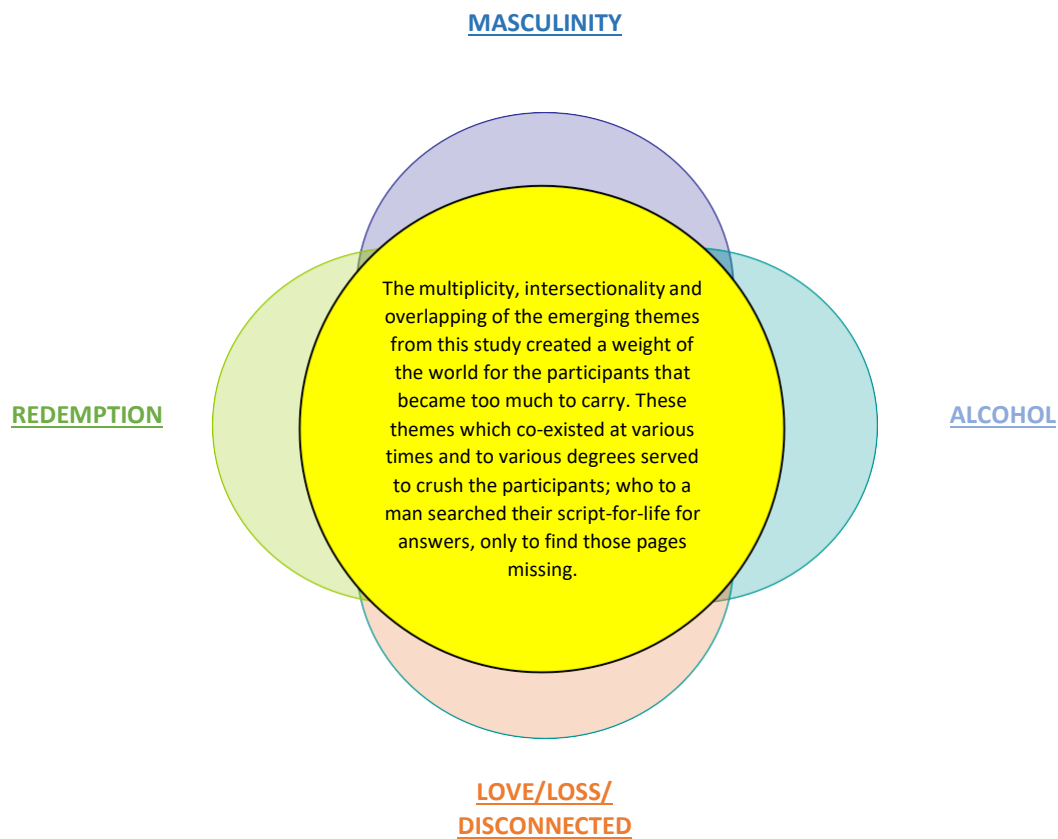 MASCULINITY
The multiplicity, intersectionality and
overlapping of the emerging themes
from this study created a weight of
the world for the participants that
became too much to carry. These
themes which co-existed at various
times and to various degrees served
to crush the participants; who to a
man searched their script-for-life for
answers, only to find those pages
missing.
REDEMPTION
ALCOHOL
LOVE/LOSS/
DISCONNECTED